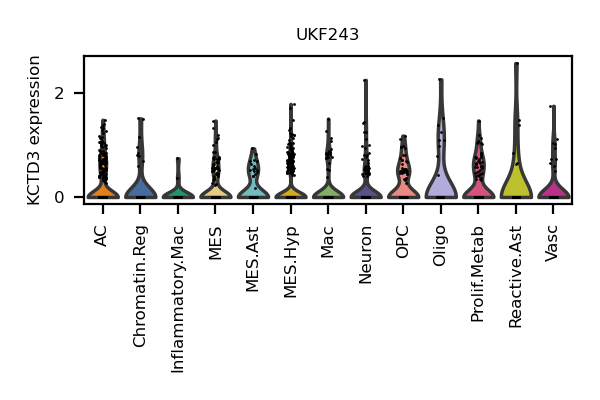 UKF243
KCTD3 expression
2
0
AC
Chromatin.Reg
Inflammatory.Mac
MES
MES.Ast
MES.Hyp
Mac
Neuron
OPC
Oligo
Prolif.Metab
Reactive.Ast
Vasc